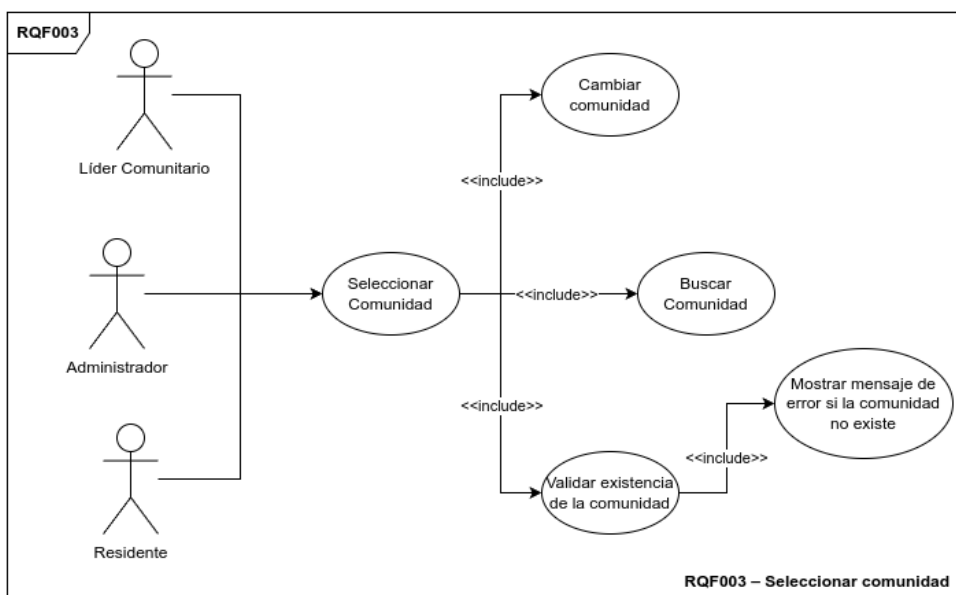 RQF003
Líder Comunitario
Administrador
Residente
Seleccionar
Comunidad
<<include>>
Cambiar
comunidad
<<include>>
Buscar
Comunidad
<<include>>
Validar existencia
de la comunidad
<<include>>
Mostrar mensaje de
error si la comunidad
no existe
RQF003 – Seleccionar comunidad